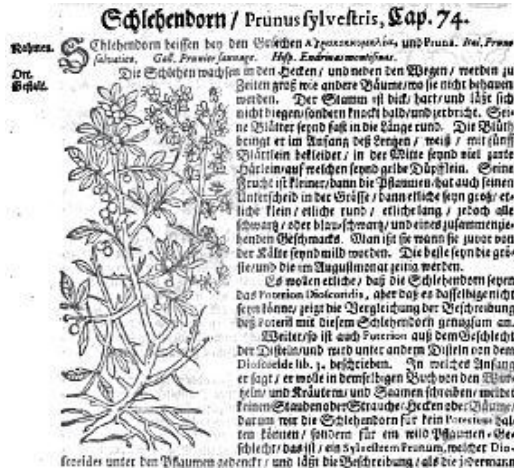 Schlehendorn / Prunus sylvestris, Cap. 74.
Nahmen.
Schlehendorn heissen bey den Griechen und Pruna. Ital. Pruno
salvatico, Gall. Prunier sauvage. Hisp. Endrinas montesinas.
Ort.
Gestalt.
Die Schlehen wachsen in den Hecken / und neben den Wegen / werden zu
Zeiten groß wie andere Bäume / wo sie nicht behauen
werden. Der Stamm ist dick / hart / und läßt sich
nicht biegen / sondern knockt bald / und zerbricht. Sei-
ne Blätter seynd fast in die Länge rund. Die Blüth
bringt er im Anfang deß Lentzen / weiß / mit fünff
Blättlein bekleidet / in der Mitte seynd viel zarte
Härlein / auf welchen seynd gelbe Düpfflein. Seine
Frucht ist kleiner / dann die Pflaumen / hat auch seinen
Unterscheid in der Grösse / dann etliche seyn groß / et-
liche klein / etliche rund / etliche lang / jedoch alle
schwartz / oder blau-schwartz / und eines zusammenzie-
henden Geschmacks. Man ißt sie wann sie zuvor von
der Kälte seynd mild worden. Die beste seyn die grö-
ste / und die im Augustmonat zeitig werden.
Es wollen etliche / daß die Schlehendorn seyen
das Poterion Dioscoridis, aber daß es dasselbige nicht
seyn könne / zeigt die Vergleichung der Beschreibung
deß Poterii mit diesem Schlehendorn genugsam an.
Weiter / so ist auch Poterion auß dem Geschlecht
der Disteln / und wird unter andern Disteln von dem
Dioscoride lib. 3. beschrieben. In welches Anfang
er sagt / er wolle in demselbigen Buch von den Wur-
tzeln / und Kräutern / und Saamen schreiben / meldet
keinen Stauden oder Sträuche / Hecken oder Bäume /
darum wir die Schlehendorn für kein Poterion hal-
ten können / sondern für ein wild Pflaumen-Ge-
schlecht / das ist / ein Sylvestrem Prunum, welcher Dio-
scorides unter den Pflaumen gedenckt / und läßt die Beschreibung / als die jederman